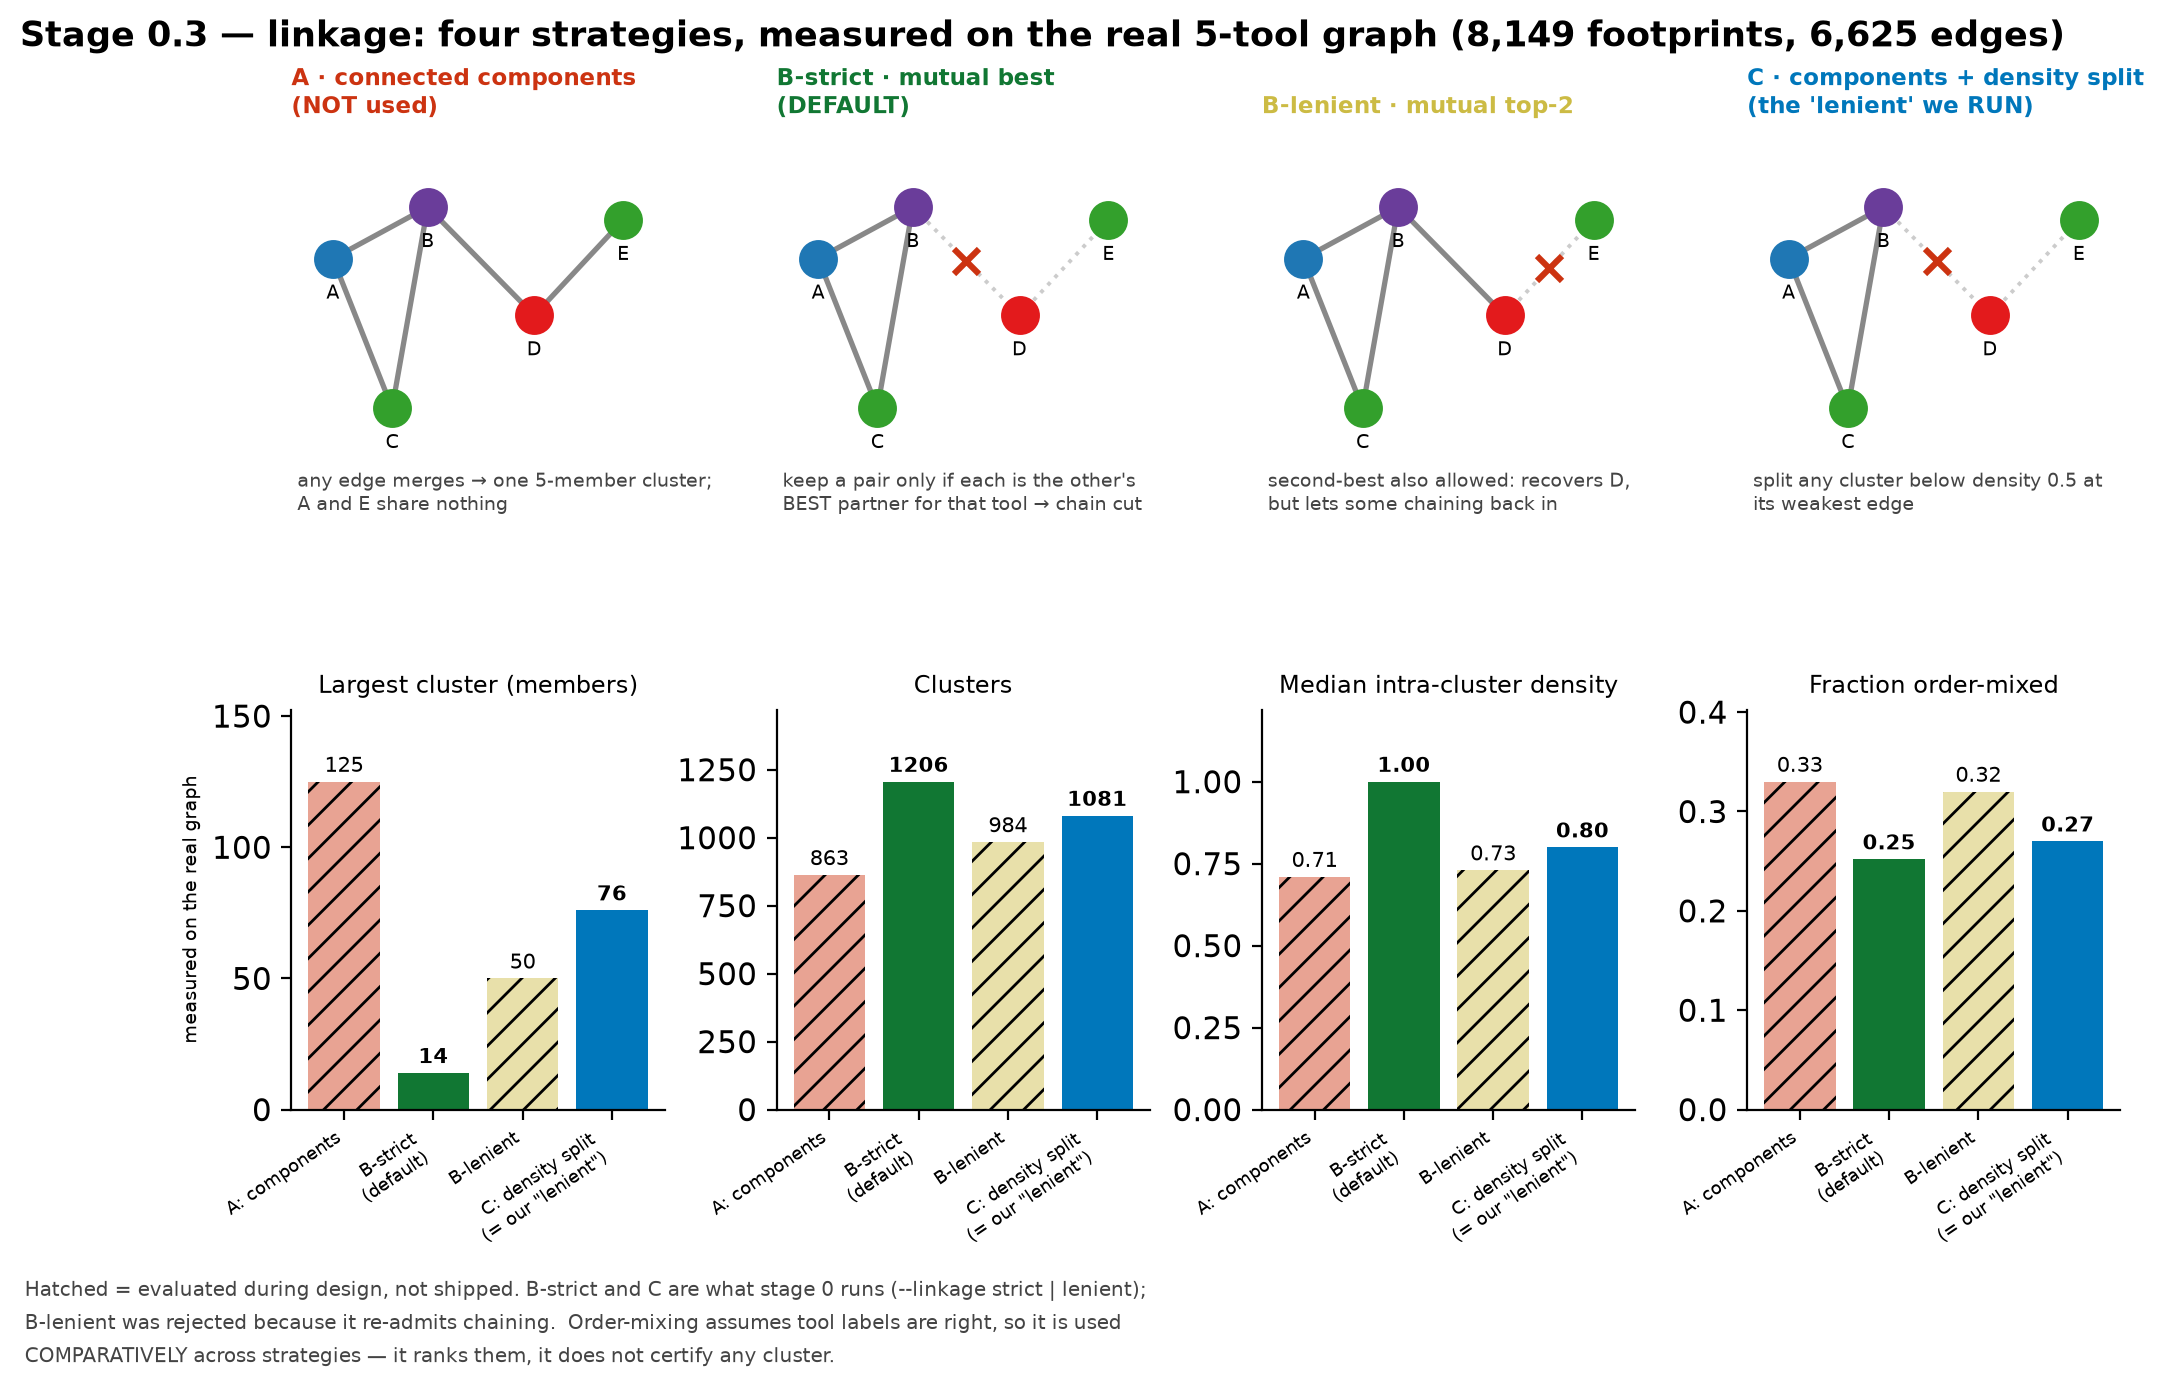 Stage 0.3 — linkage: four strategies, measured on the real 5-tool graph (8,149 footprints, 6,625 edges)
A · connected components
(NOT used)
B-strict · mutual best
(DEFAULT)
B-lenient · mutual top-2
C · components + density split
(the 'lenient' we RUN)
A
B
C
D
E
any edge merges → one 5-member cluster;
A and E share nothing
A
B
C
D
E
keep a pair only if each is the other's
BEST partner for that tool → chain cut
A
B
C
D
E
second-best also allowed: recovers D,
but lets some chaining back in
A
B
C
D
E
split any cluster below density 0.5 at
its weakest edge
Largest cluster (members)
measured on the real graph
150
100
50
0
125
14
50
76
A: components
B-strict
(default)
B-lenient
C: density split
(= our "lenient")
Clusters
1250
1000
750
500
250
0
863
1206
984
1081
A: components
B-strict
(default)
B-lenient
C: density split
(= our "lenient")
Median intra-cluster density
1.00
0.75
0.50
0.25
0.00
0.71
1.00
0.73
0.80
A: components
B-strict
(default)
B-lenient
C: density split
(= our "lenient")
Fraction order-mixed
0.4
0.3
0.2
0.1
0.0
0.33
0.25
0.32
0.27
A: components
B-strict
(default)
B-lenient
C: density split
(= our "lenient")
Hatched = evaluated during design, not shipped. B-strict and C are what stage 0 runs (--linkage strict | lenient);
B-lenient was rejected because it re-admits chaining.  Order-mixing assumes tool labels are right, so it is used
COMPARATIVELY across strategies — it ranks them, it does not certify any cluster.